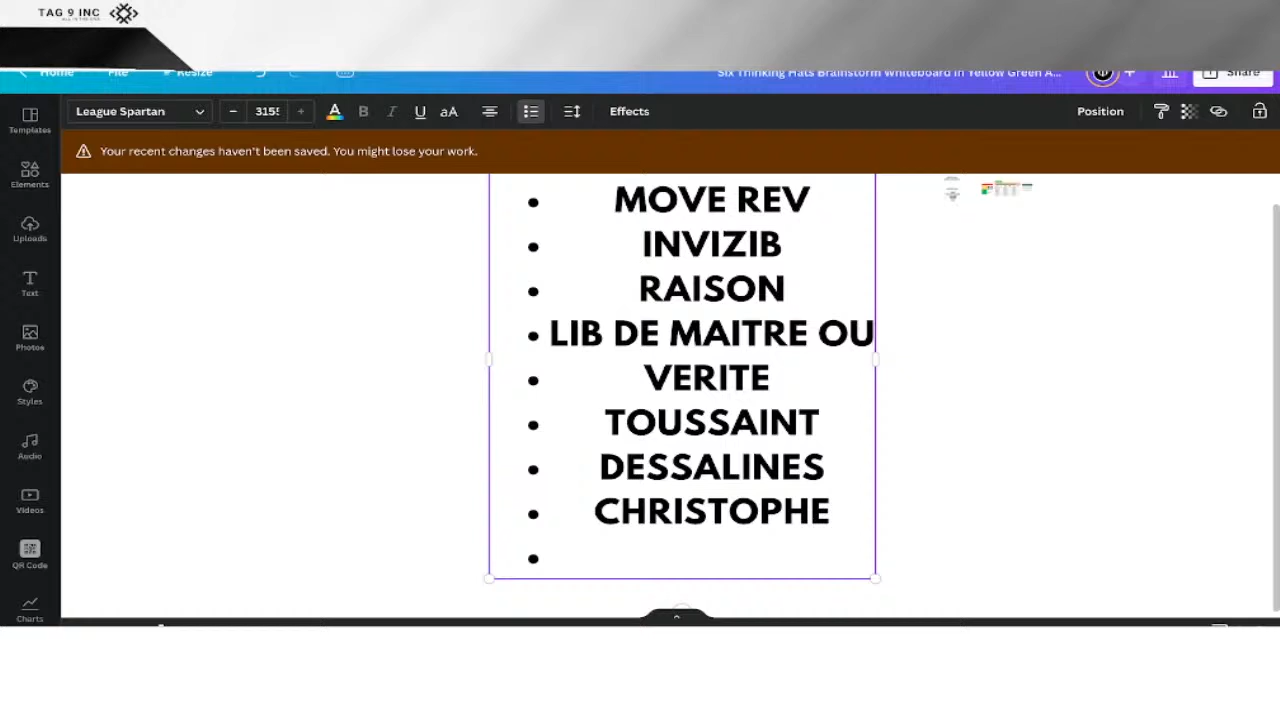 TAG 9 INC
Home File Resize Six Thinking Hats Brainstorm Whiteboard in Yellow Green A... Share
League Spartan 315 B I U aA Effects Position
Templates
Your recent changes haven't been saved. You might lose your work.
Elements
Uploads
Text
Photos
Styles
Audio
Videos
QR Code
Charts
MOVE REV
INVIZIB
RAISON
LIB DE MAITRE OU
VERITE
TOUSSAINT
DESSALINES
CHRISTOPHE